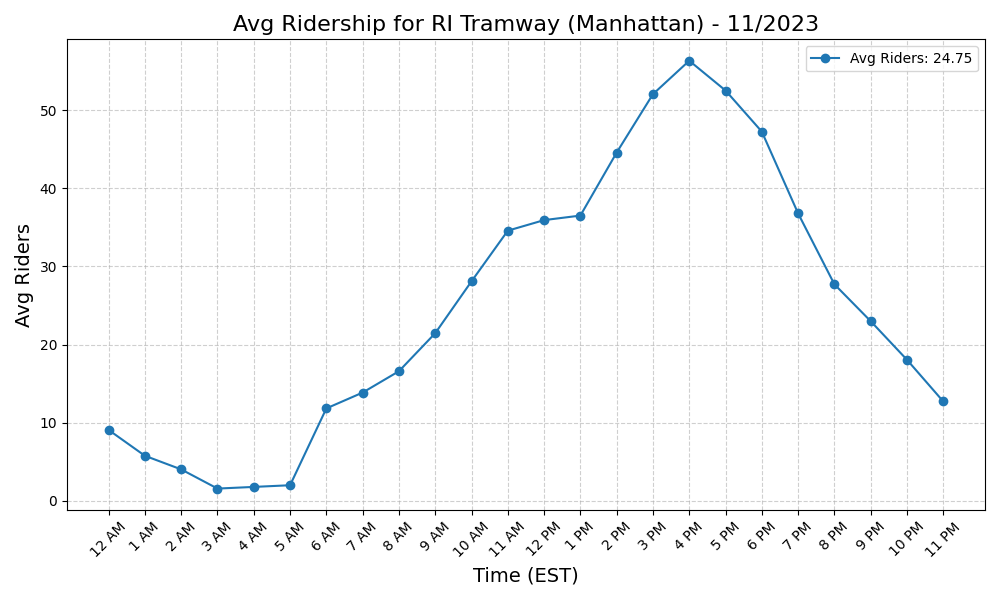 Avg Ridership for RI Tramway (Manhattan) - 11/2023
Avg Riders: 24.75
Avg Riders
50
40
30
20
10
0
12 AM
1 AM
2 AM
3 AM
4 AM
5 AM
6 AM
7 AM
8 AM
9 AM
10 AM
11 AM
12 PM
1 PM
2 PM
3 PM
4 PM
5 PM
6 PM
7 PM
8 PM
9 PM
10 PM
11 PM
Time (EST)